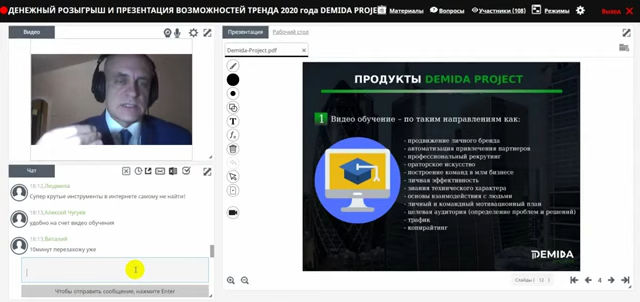 ДЕНЕЖНЫЙ РОЗЫГРЫШ И ПРЕЗЕНТАЦИЯ ВОЗМОЖНОСТЕЙ ТРЕНДА 2020 года DEMIDA PROJE
Материалы Вопросы Участники (108) Режимы Выход
Видео
Презентация Рабочий стол
Demida-Project.pdf
ПРОДУКТЫ DEMIDA PROJECT
1 Видео обучение – по таким направлениям как:
- продвижение личного бренда
- автоматизация привлечения партнеров
- профессиональный рекрутинг
- ораторское искусство
- построение команд в млм бизнесе
- личная эффективность
- знания технического характера
- основы взаимодействия с людьми
- личный и командный мотивационный план
- целевая аудитория (определение проблем и решений)
- трафик
- копирайтинг
DEMIDA
Чат
18:13, Людмила
Супер крутые инструменты в интернете самому не найти!
18:13, Алексей Чугуев
удобно на счет видео обучения
18:13, Виталий
10минут перезахожу уже
Чтобы отправить сообщение, нажмите Enter
Слайды ( 12 ) 4